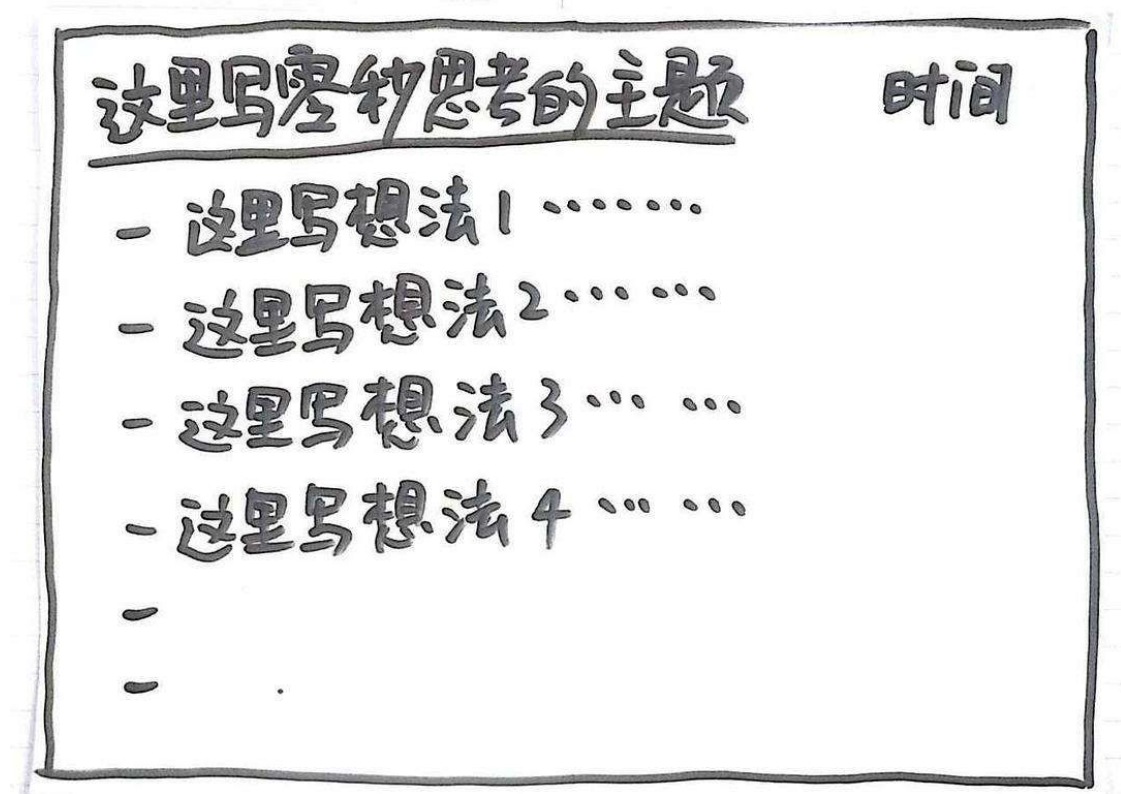 这里写零秒思考的主题 时间
- 这里写想法1……
- 这里写想法2……
- 这里写想法3……
- 这里写想法4……
-
-